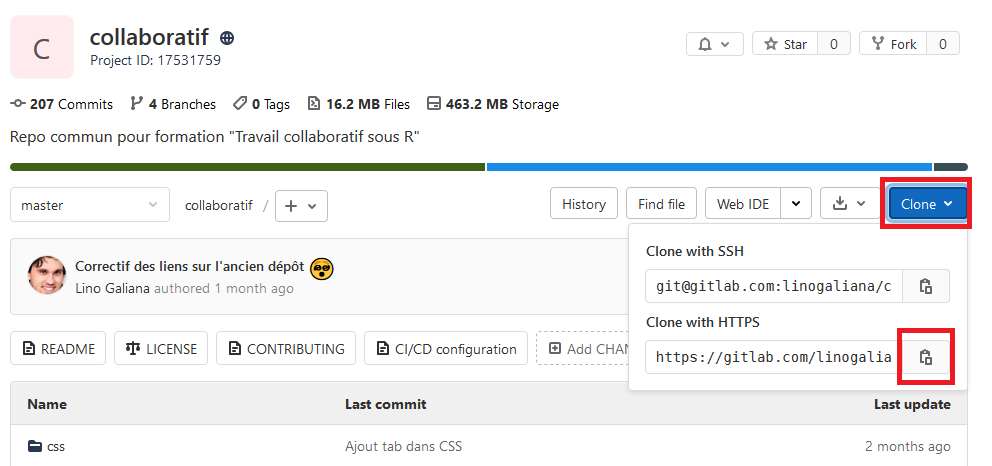 C
collaboratif
Project ID: 17531759
Star 0
Fork 0
207 Commits 4 Branches 0 Tags 16.2 MB Files 463.2 MB Storage
Repo commun pour formation "Travail collaboratif sous R"
master
collaboratif / +
History
Find file
Web IDE
Clone
Correctif des liens sur l'ancien dépôt
Lino Galiana authored 1 month ago
Clone with SSH
git@gitlab.com:linogaliana/c
Clone with HTTPS
https://gitlab.com/linogalia
README
LICENSE
CONTRIBUTING
CI/CD configuration
Add CHAN
Name Last commit Last update
css Ajout tab dans CSS 2 months ago